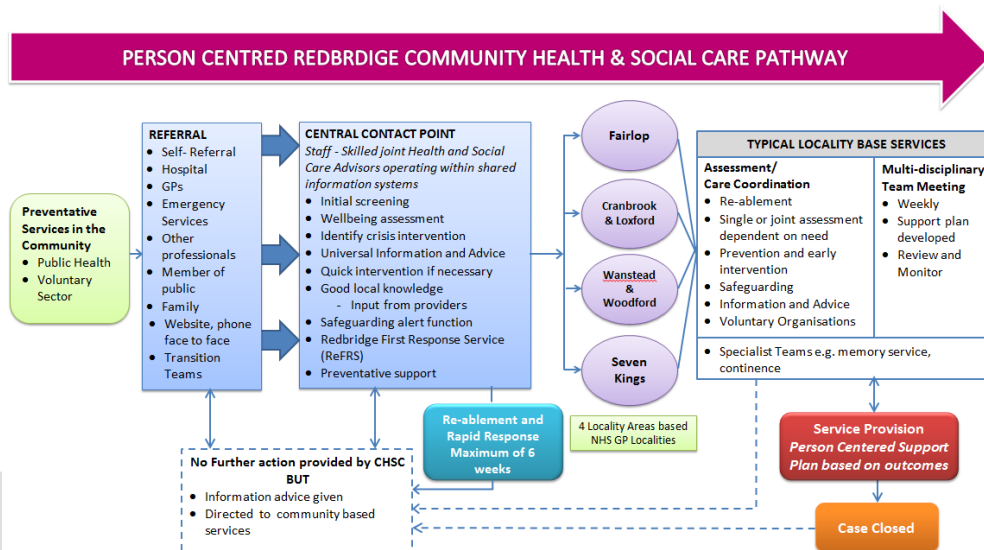 PERSON CENTRED REDBRDIGE COMMUNITY HEALTH & SOCIAL CARE PATHWAY
Preventative
Services in the
Community
• Public Health
• Voluntary
Sector
REFERRAL
• Self- Referral
• Hospital
• GPs
• Emergency
Services
• Other
professionals
• Member of
public
• Family
• Website, phone
face to face
• Transition
Teams
CENTRAL CONTACT POINT
Staff - Skilled joint Health and Social
Care Advisors operating within shared
information systems
• Initial screening
• Wellbeing assessment
• Identify crisis intervention
• Universal Information and Advice
• Quick intervention if necessary
• Good local knowledge
- Input from providers
• Safeguarding alert function
• Redbridge First Response Service
(ReFRS)
• Preventative support
Fairlop
Cranbrook
& Loxford
Wanstead
&
Woodford
Seven
Kings
TYPICAL LOCALITY BASE SERVICES
Assessment/
Care Coordination
• Re-ablement
• Single or joint assessment
dependent on need
• Prevention and early
intervention
• Safeguarding
• Information and Advice
• Voluntary Organisations
Multi-disciplinary
Team Meeting
• Weekly
• Support plan
developed
• Review and
Monitor
• Specialist Teams e.g. memory service,
continence
Re-ablement and
Rapid Response
Maximum of 6
weeks
4 Locality Areas based
NHS GP Localities
Service Provision
Person Centered Support
Plan based on outcomes
No Further action provided by CHSC
BUT
• Information advice given
• Directed to community based
services
Case Closed